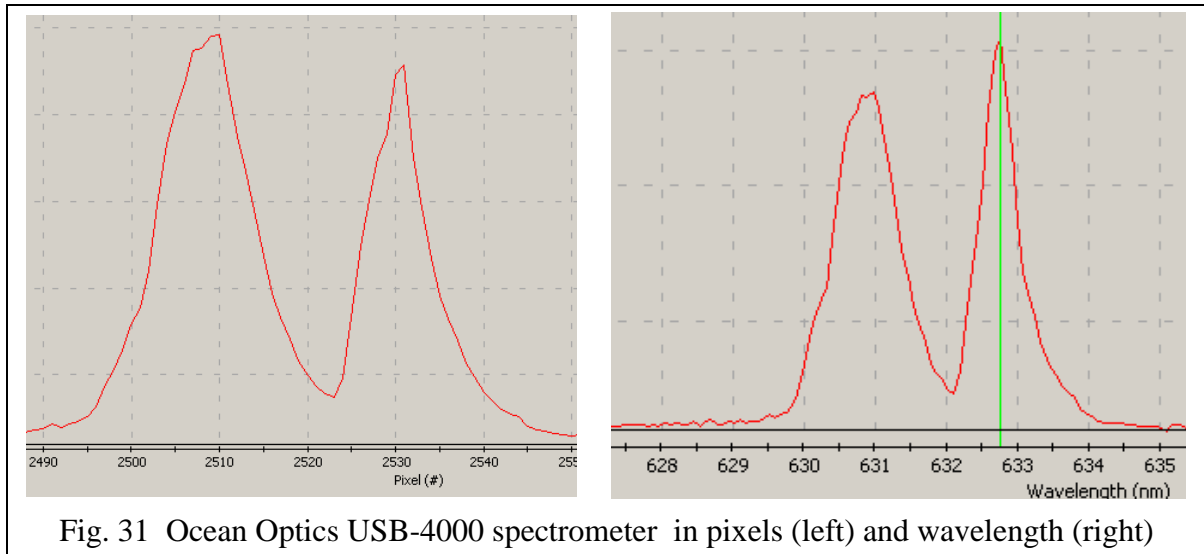 2490 2500 2510 2520 2530 2540 255
Pixel (#)
628 629 630 631 632 633 634 635
Wavelength (nm)
Fig. 31 Ocean Optics USB-4000 spectrometer in pixels (left) and wavelength (right)